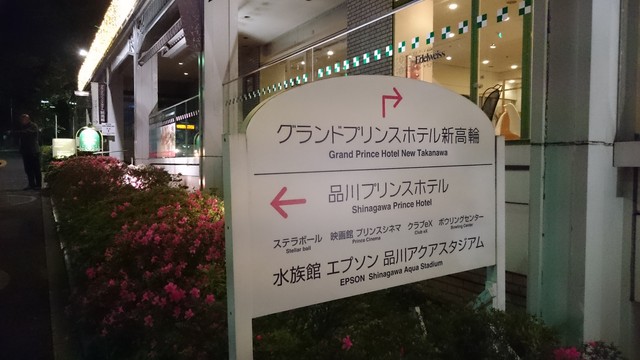 Edelweiss
グランドプリンスホテル新高輪
Grand Prince Hotel New Takanawa
品川プリンスホテル
Shinagawa Prince Hotel
ステラボール 映画館 プリンスシネマ クラブeX ボウリングセンター
Stellar ball Prince Cinema Club eX Bowling Center
水族館 エプソン 品川アクアスタジアム
EPSON Shinagawa Aqua Stadium